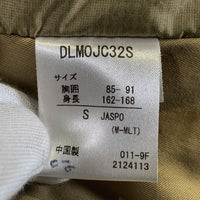 DLMOJC32S
サイズ
胸囲 85- 91
身長 162-168
S JASPO
(M-MLT)
中国製 011-9F
2124113